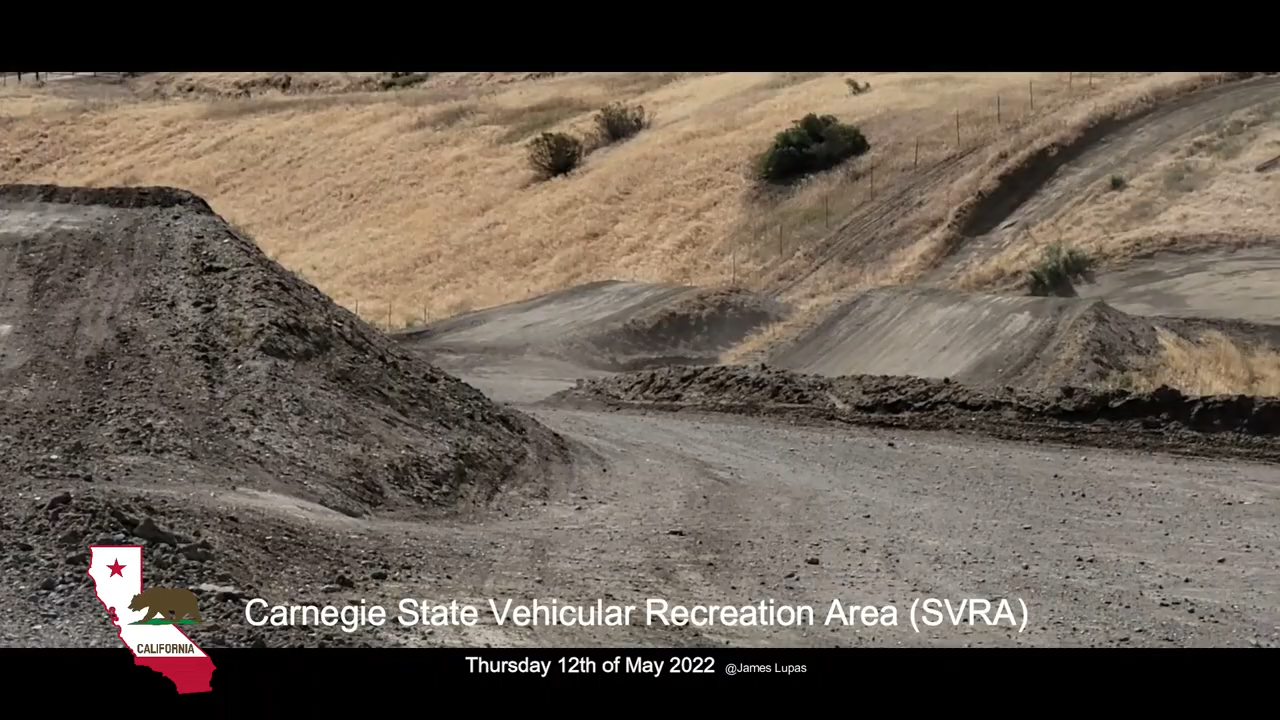 Carnegie State Vehicular Recreation Area (SVRA)
CALIFORNIA
Thursday 12th of May 2022 @James Lupas